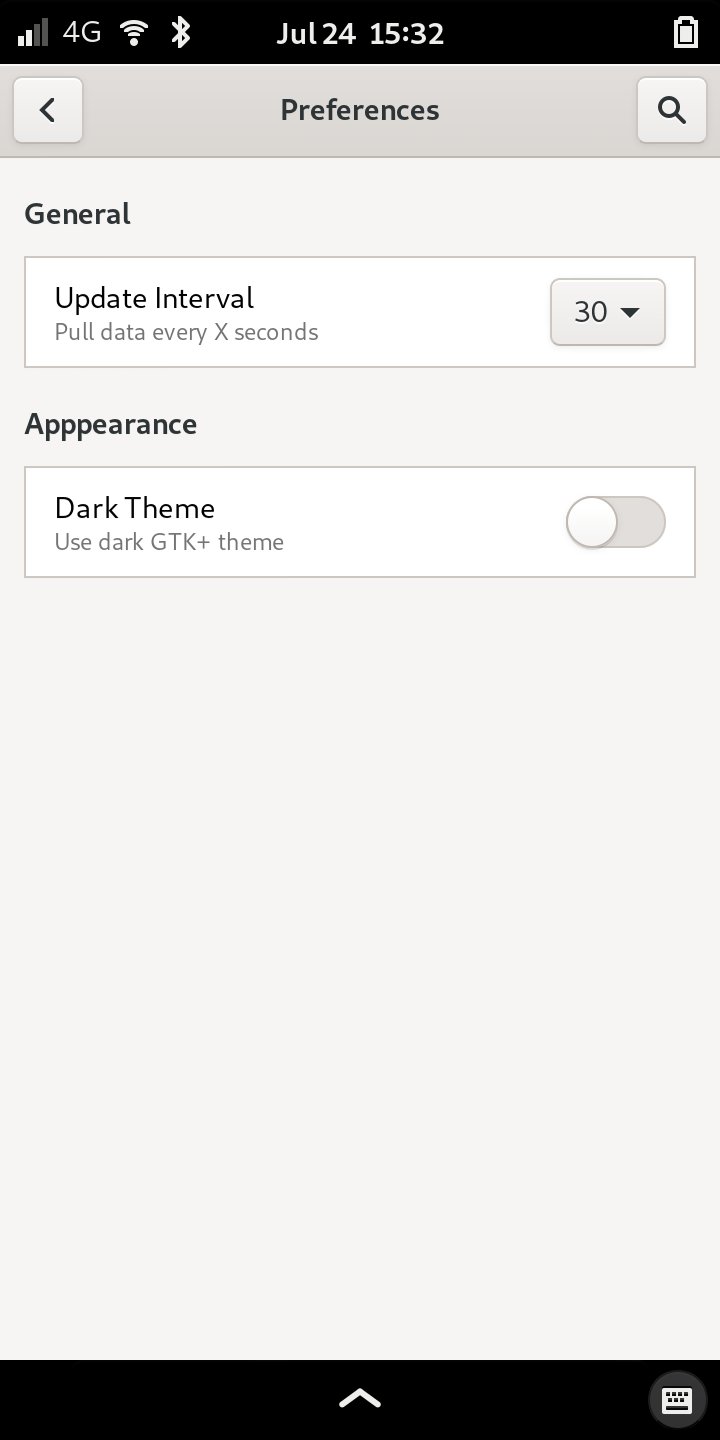 4G Jul 24 15:32
Preferences
General
Update Interval
Pull data every X seconds
30
Apppearance
Dark Theme
Use dark GTK+ theme